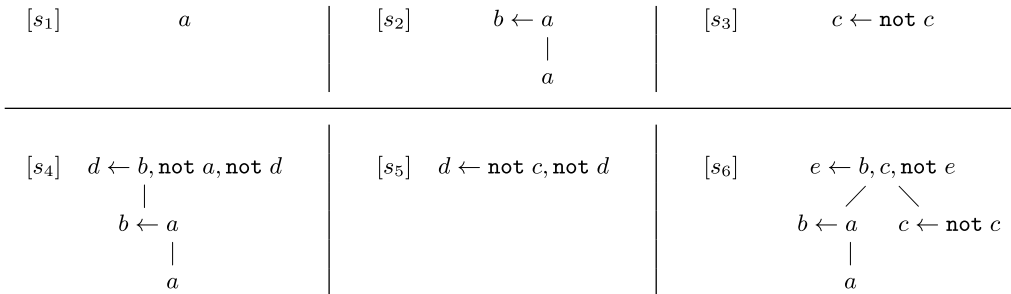 [s₁] a [s₂] b ← a [s₃] c ← not c
a
[s₄] d ← b, not a, not d [s₅] d ← not c, not d [s₆] e ← b, c, not e
b ← a b ← a c ← not c
a a